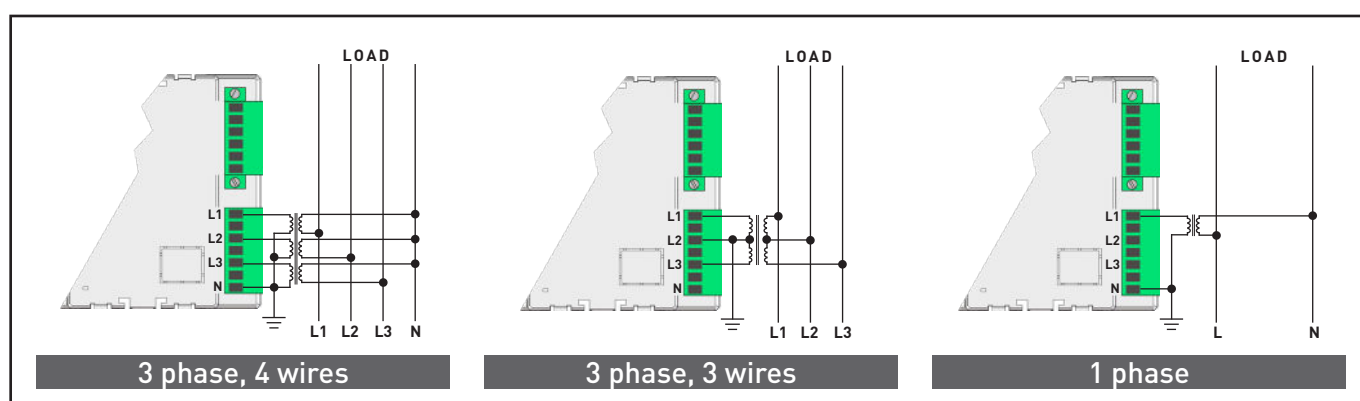 LOAD
L1
L2
L3
N
L1 L2 L3 N
3 phase, 4 wires
LOAD
L1
L2
L3
N
L1 L2 L3
3 phase, 3 wires
LOAD
L1
L2
L3
N
L N
1 phase